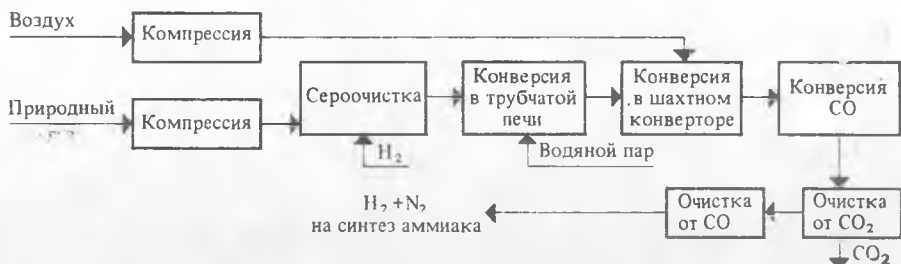 Воздух
Компрессия
Природный
Компрессия
Сероочистка
H₂
Конверсия
в трубчатой
печи
Водяной пар
Конверсия
в шахтном
конверторе
Конверсия
CO
Очистка
от CO₂
CO₂
Очистка
от CO
H₂ +N₂
на синтез аммиака